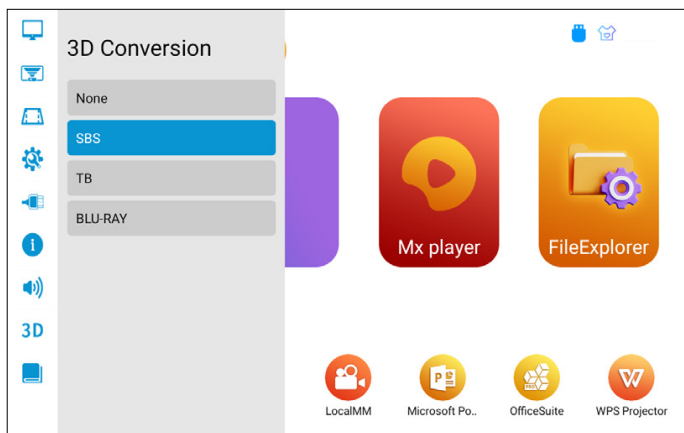 3D Conversion
None
SBS
TB
BLU-RAY
3D
Mx player
FileExplorer
LocalMM
Microsoft Po..
OfficeSuite
WPS Projector